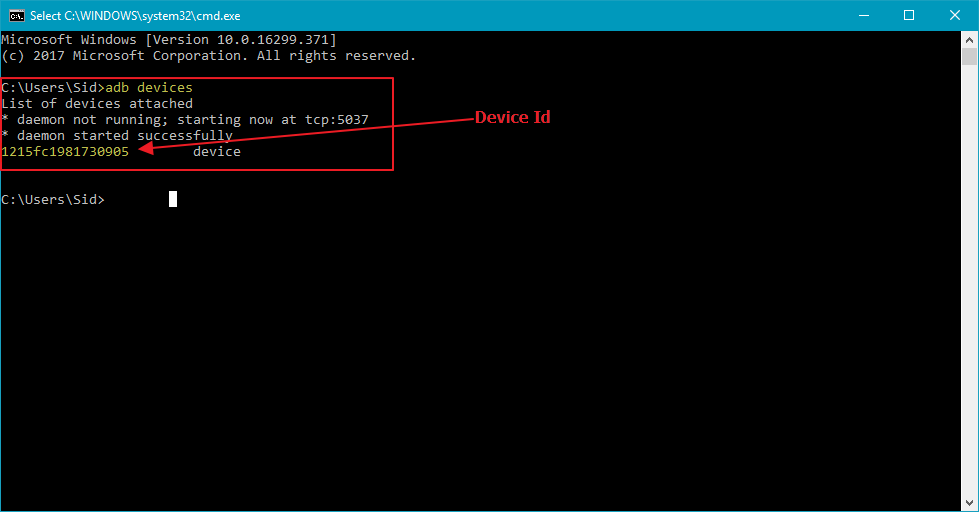 Select C:\WINDOWS\system32\cmd.exe
Microsoft Windows [Version 10.0.16299.371]
(c) 2017 Microsoft Corporation. All rights reserved.
C:\Users\Sid>adb devices
List of devices attached
* daemon not running; starting now at tcp:5037
* daemon started successfully
Device Id
1215fc1981730905        device
C:\Users\Sid>